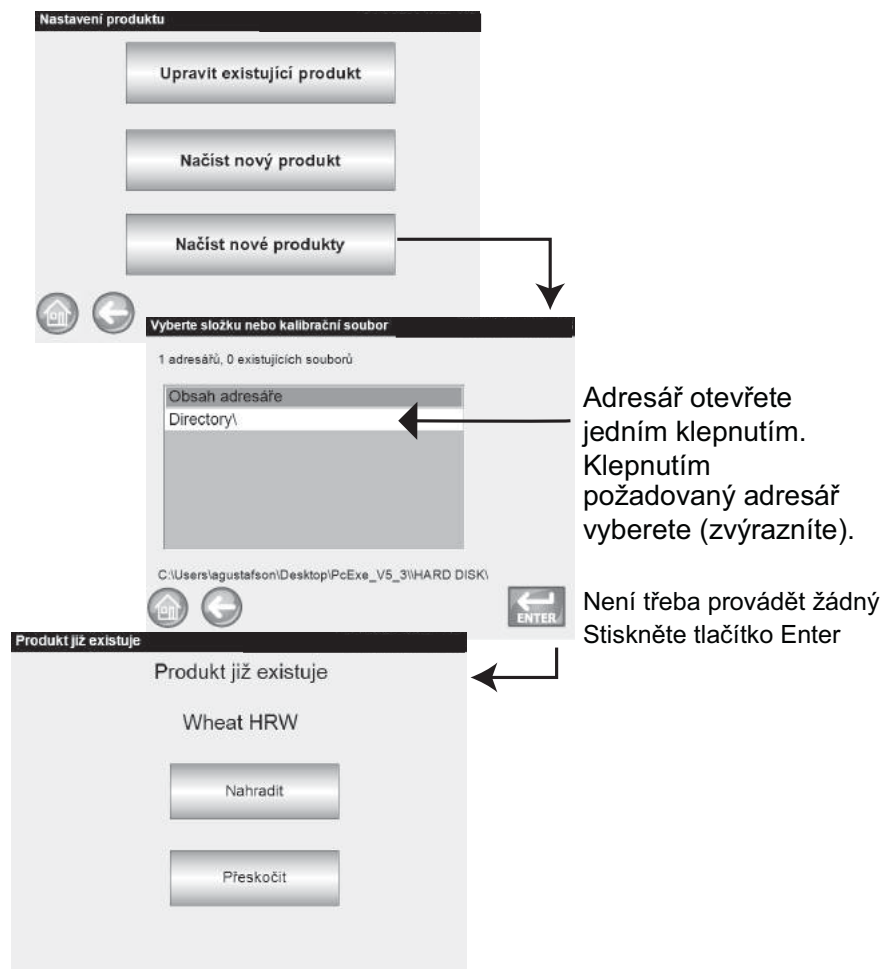 Nastavení produktu
Upravit existující produkt
Načíst nový produkt
Načíst nové produkty
Vyberte složku nebo kalibrační soubor
1 adresářů, 0 existujících souborů
Obsah adresáře
Directory\
C:\Users\agustafson\Desktop\PcExe_V5_3\\HARD DISK\
ENTER
Adresář otevřete
jedním klepnutím.
Klepnutím
požadovaný adresář
vyberete (zvýrazníte).
Není třeba provádět žádný
Stiskněte tlačítko Enter
Produkt již existuje
Produkt již existuje
Wheat HRW
Nahradit
Přeskočit